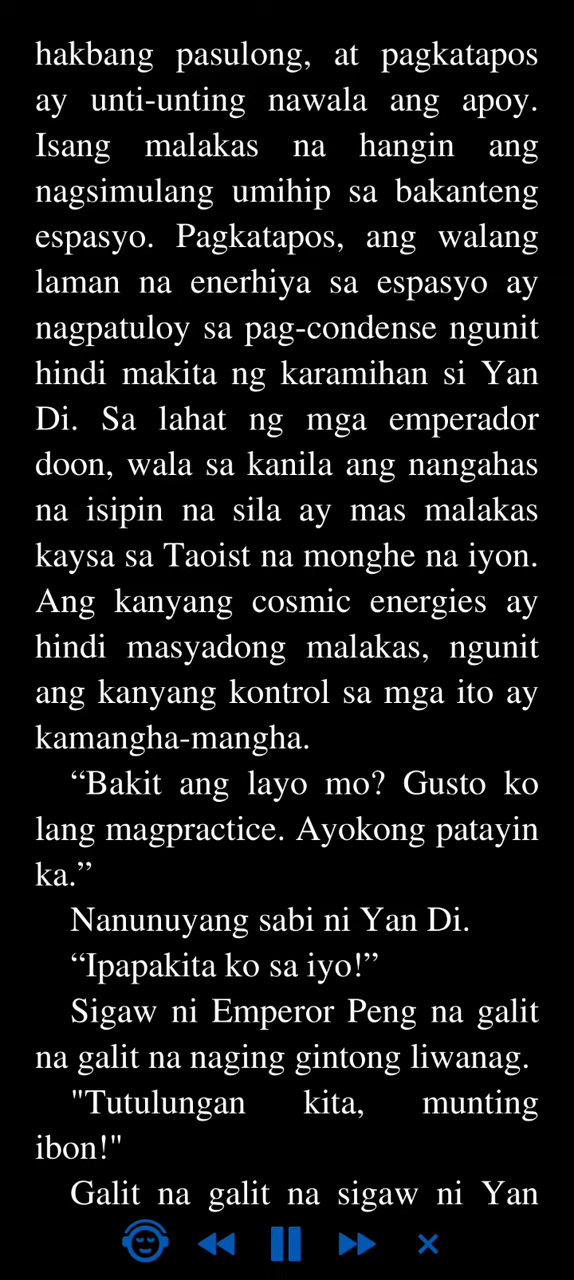 hakbang pasulong, at pagkatapos
ay unti-unting nawala ang apoy.
Isang malakas na hangin ang
nagsimulang umihip sa bakanteng
espasyo. Pagkatapos, ang walang
laman na enerhiya sa espasyo ay
nagpatuloy sa pag-condense ngunit
hindi makita ng karamihan si Yan
Di. Sa lahat ng mga emperador
doon, wala sa kanila ang nangahas
na isipin na sila ay mas malakas
kaysa sa Taoist na monghe na iyon.
Ang kanyang cosmic energies ay
hindi masyadong malakas, ngunit
ang kanyang kontrol sa mga ito ay
kamangha-mangha.
“Bakit ang layo mo? Gusto ko
lang magpractice. Ayokong patayin
ka.”
Nanunuyang sabi ni Yan Di.
“Ipapakita ko sa iyo!”
Sigaw ni Emperor Peng na galit
na galit na naging gintong liwanag.
"Tutulungan kita, munting
ibon!"
Galit na galit na sigaw ni Yan